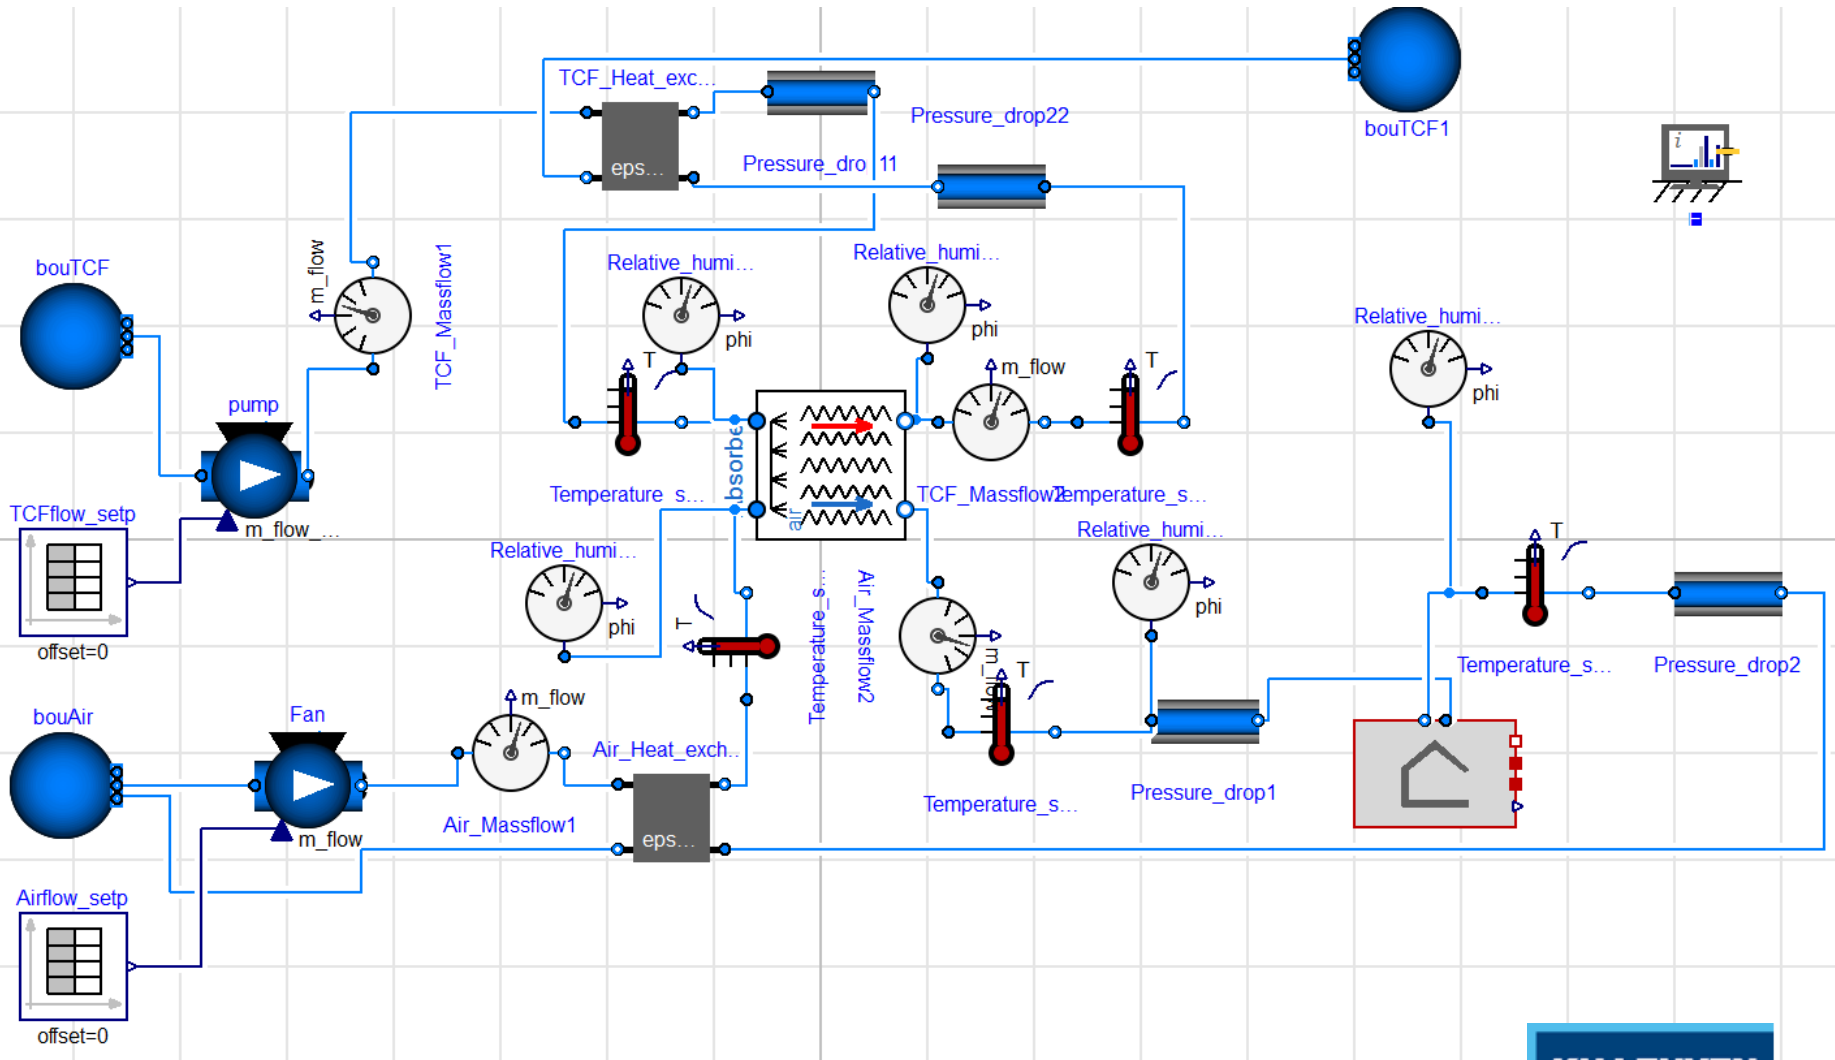 TCF_Heat_exc...
Pressure_drop22
bouTCF1
i
eps...
Pressure_dro 11
m_flow
TCF_Massflow1
bouTCF
Relative_humi...
phi
Relative_humi...
phi
Relative_humi...
phi
pump
T
m_flow
T
TCFflow_setp
m_flow_...
offset=0
Temperature_s...
air
TCF_Massflow2
Temperature_s...
Relative_humi...
phi
Relative_humi...
phi
T
Temperature_s...
Air_Massflow2
T
Temperature_s...
Pressure_drop2
m_flow
T
bouAir
Fan
m_flow
Air_Massflow1
Air_Heat_exch..
eps...
m_flow
Temperature_s...
Pressure_drop1
Airflow_setp
offset=0